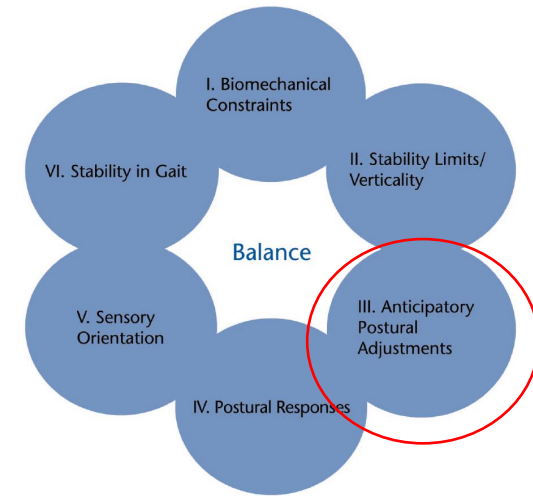 I. Biomechanical
Constraints
II. Stability Limits/
Verticality
III. Anticipatory
Postural
Adjustments
IV. Postural Responses
V. Sensory
Orientation
VI. Stability in Gait
Balance